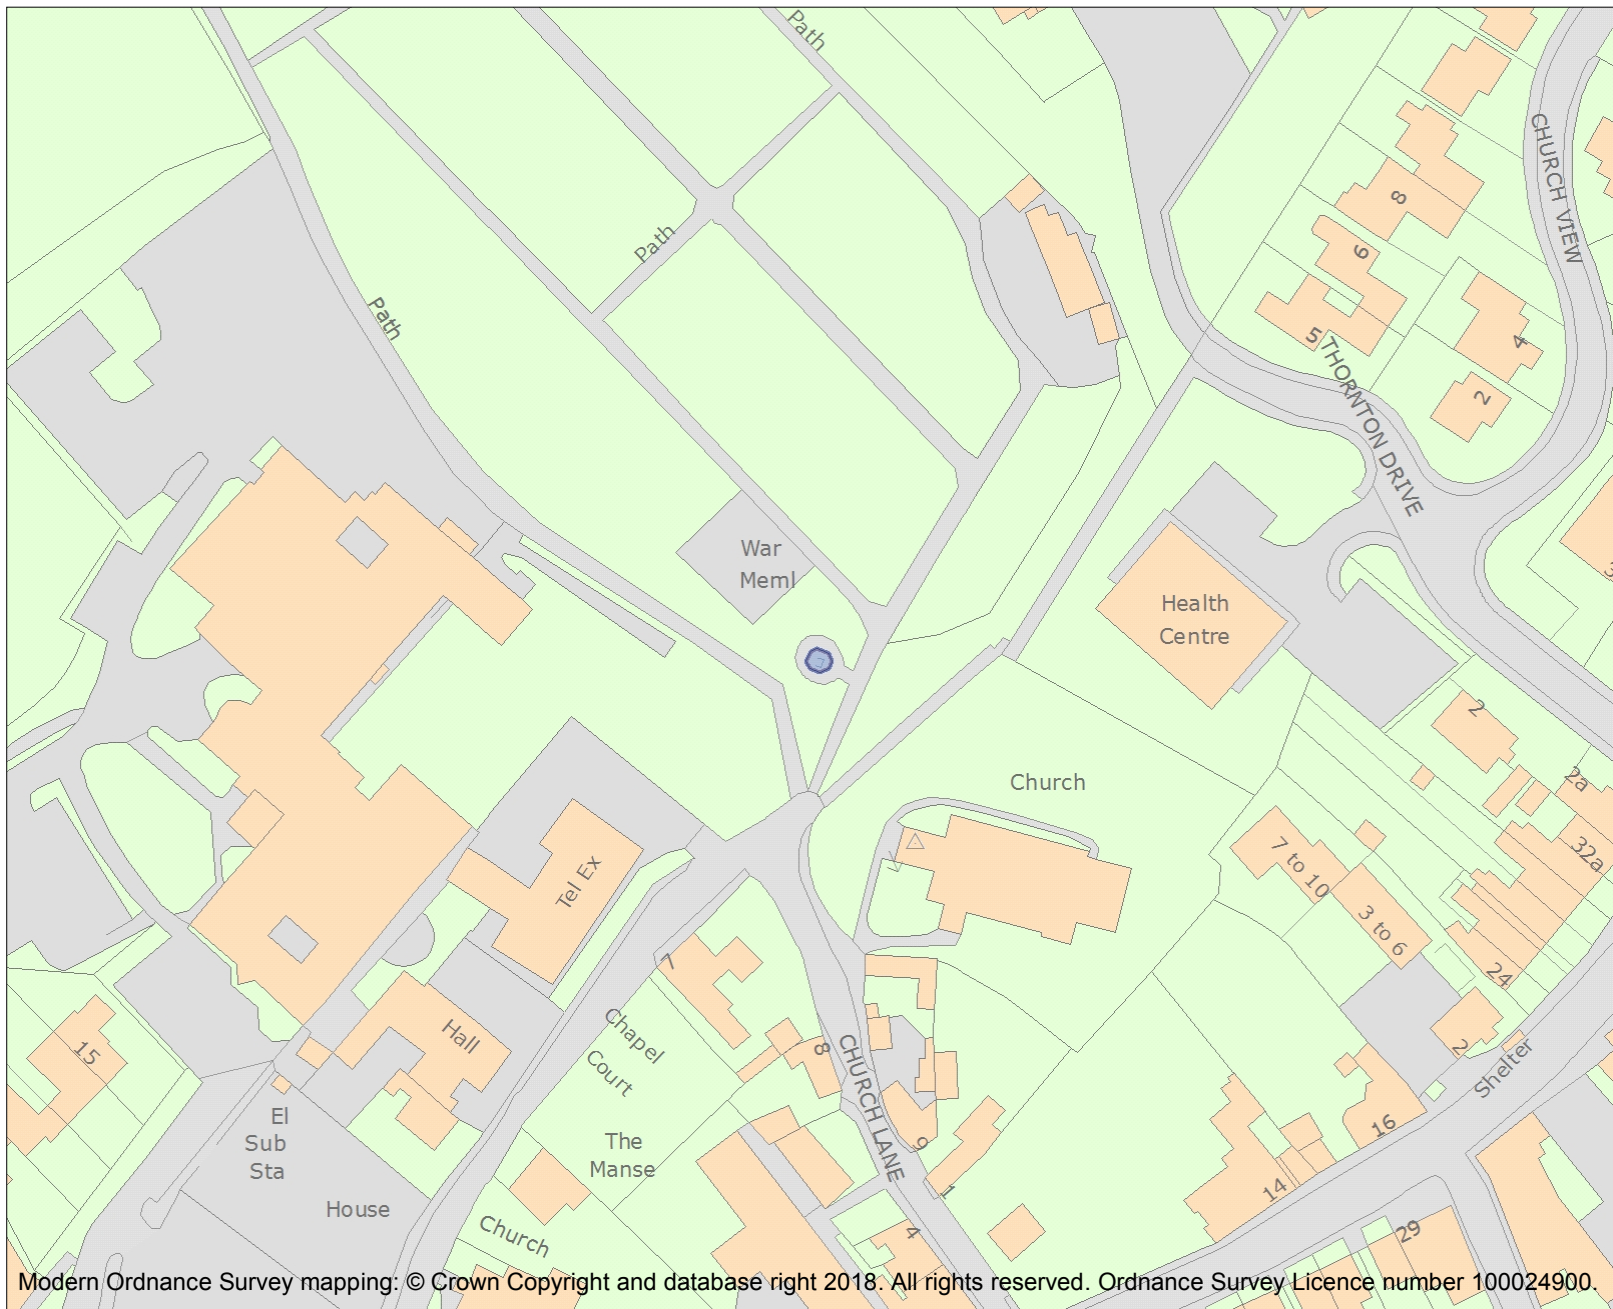 Path
CHURCH VIEW
8
Path
6
Path
5
THORNTON DRIVE
4
2
War
Meml
Health
Centre
2
Church
2a
7 to 10
32a
Tel Ex
3 to 6
7
24
Hall
Chapel
Court
8
CHURCH LANE
2
Shelter
15
El
Sub
Sta
The
Manse
9
16
1
14
House
Church
4
29
Modern Ordnance Survey mapping: © Crown Copyright and database right 2018. All rights reserved. Ordnance Survey Licence number 100024900.